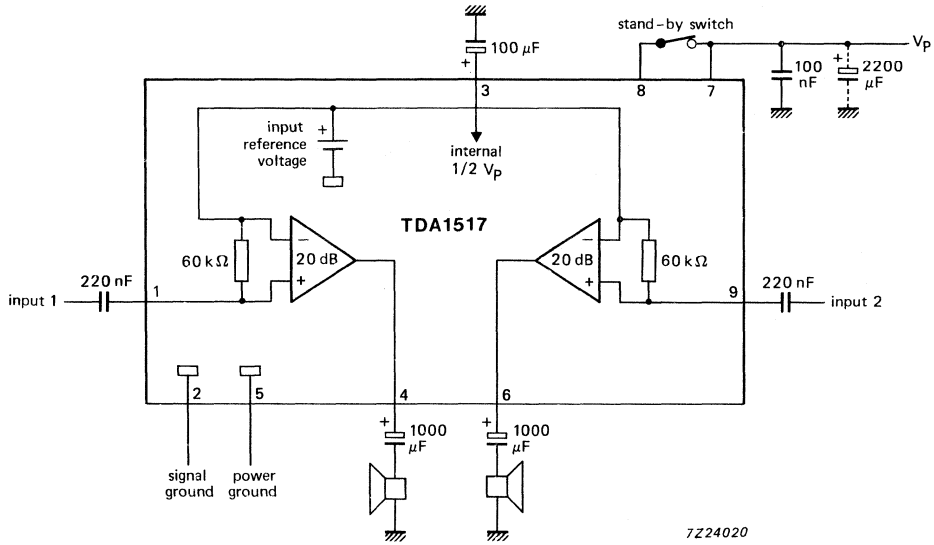 stand-by switch
100 µF
+
VP
100
nF
+
2200
µF
3
8
7
+
input
reference
voltage
internal
1/2 VP
TDA1517
60 kΩ
−
20 dB
+
−
20 dB
+
60 kΩ
220 nF
input 1
1
9
220 nF
input 2
2
5
4
6
+
1000
µF
+
1000
µF
signal
ground
power
ground
7Z24020